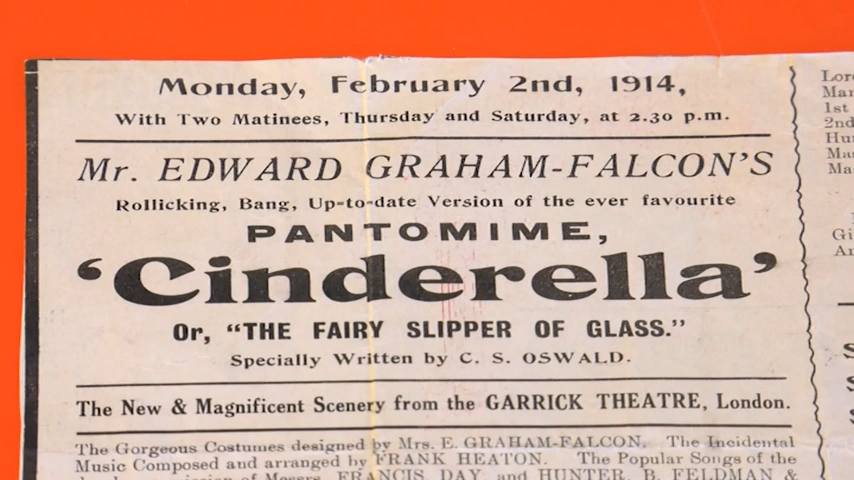 Monday, February 2nd, 1914,
With Two Matinees, Thursday and Saturday, at 2.30 p.m.
Mr. EDWARD GRAHAM-FALCON'S
Rollicking, Bang, Up-to-date Version of the ever favourite
PANTOMIME,
'Cinderella'
Or, "THE FAIRY SLIPPER OF GLASS."
Specially Written by C. S. OSWALD.
The New & Magnificent Scenery from the GARRICK THEATRE, London.
The Gorgeous Costumes designed by Mrs. E. GRAHAM-FALCON. The Incidental
Music Composed and arranged by FRANK HEATON. The Popular Songs of the
FRANCIS, DAY, and HUNTER, B. FELDMAN &
1st
2nd